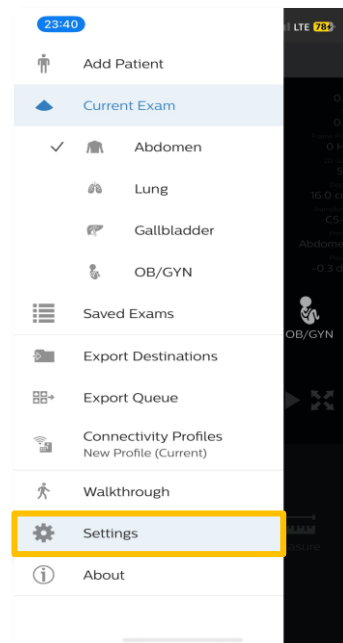 23:40
LTE 78
Add Patient
Current Exam
Abdomen
Lung
Gallbladder
OB/GYN
Saved Exams
OB/GYN
Export Destinations
Export Queue
Connectivity Profiles
New Profile (Current)
Walkthrough
Settings
About